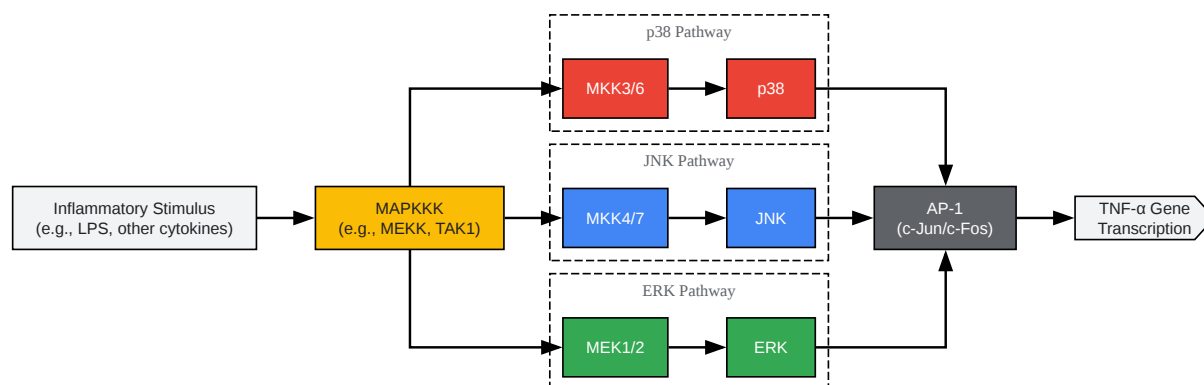 p38 Pathway
MKK3/6
p38
JNK Pathway
Inflammatory Stimulus
(e.g., LPS, other cytokines)
MAPKKK
(e.g., MEKK, TAK1)
MKK4/7
JNK
AP-1
(c-Jun/c-Fos)
TNF-α Gene
Transcription
ERK Pathway
MEK1/2
ERK